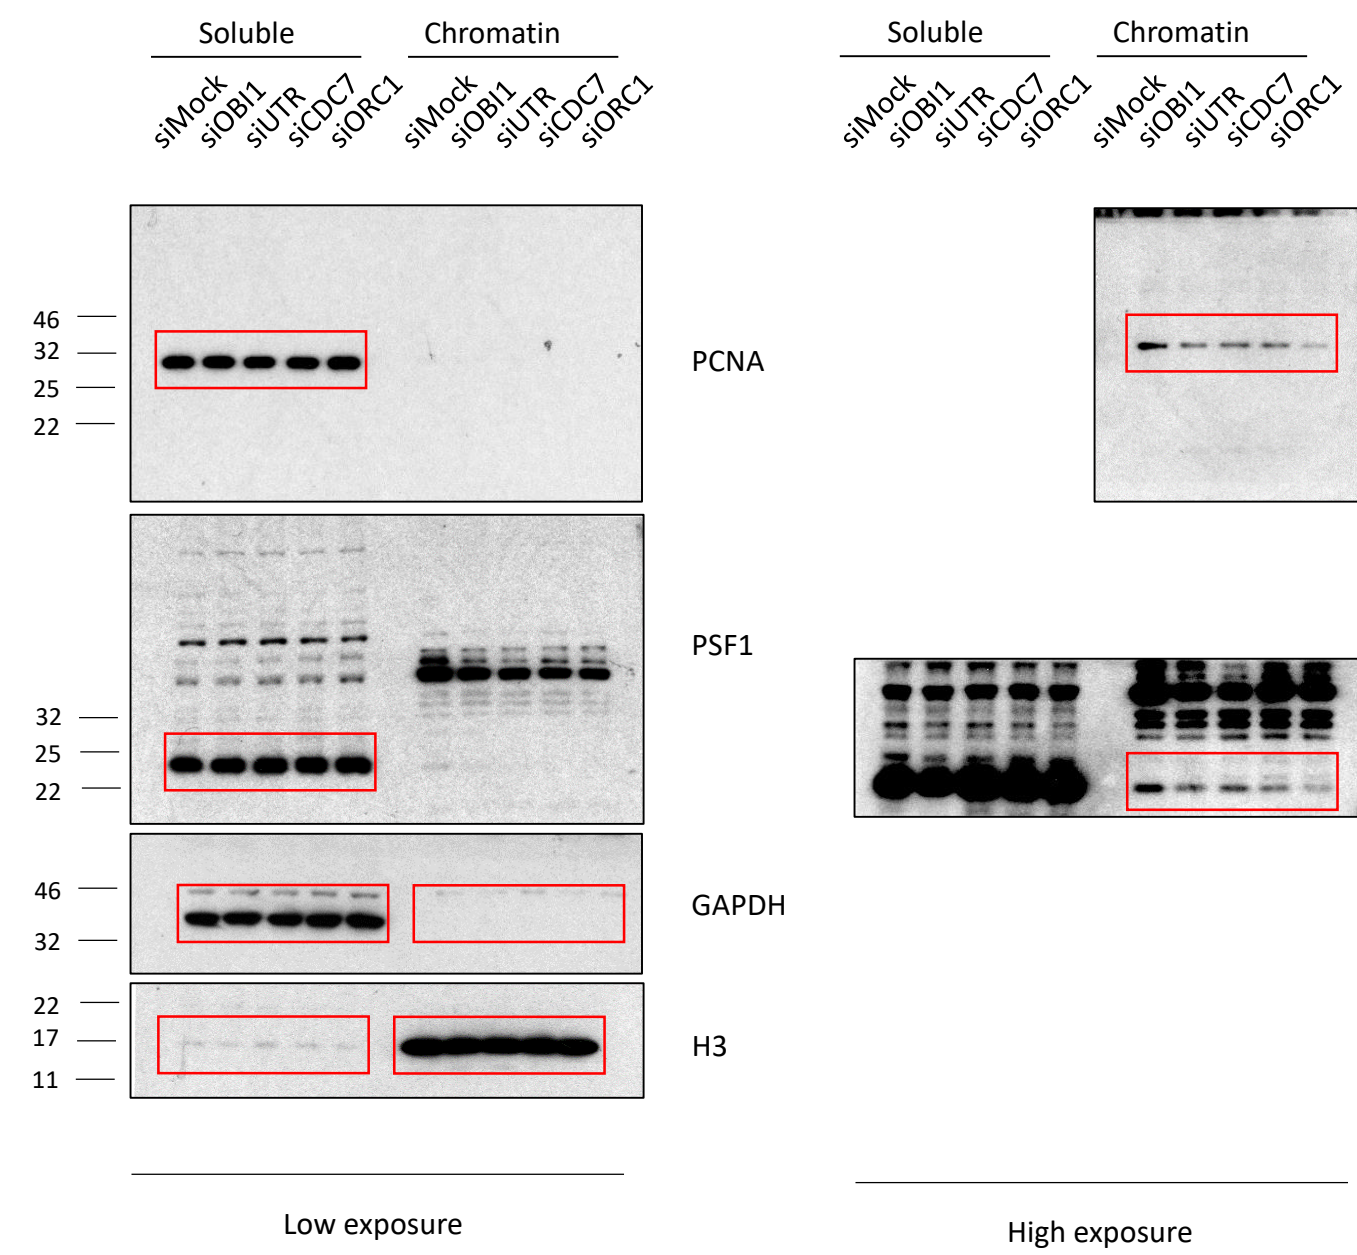 Soluble Chromatin Soluble Chromatin
siMock siOBI1 siUTR siCDC7 siORC1 siMock siOBI1 siUTR siCDC7 siORC1 siMock siOBI1 siUTR siCDC7 siORC1 siMock siOBI1 siUTR siCDC7 siORC1
46
32
25
22
PCNA
32
25
22
PSF1
46
32
GAPDH
22
17
11
H3
Low exposure
High exposure